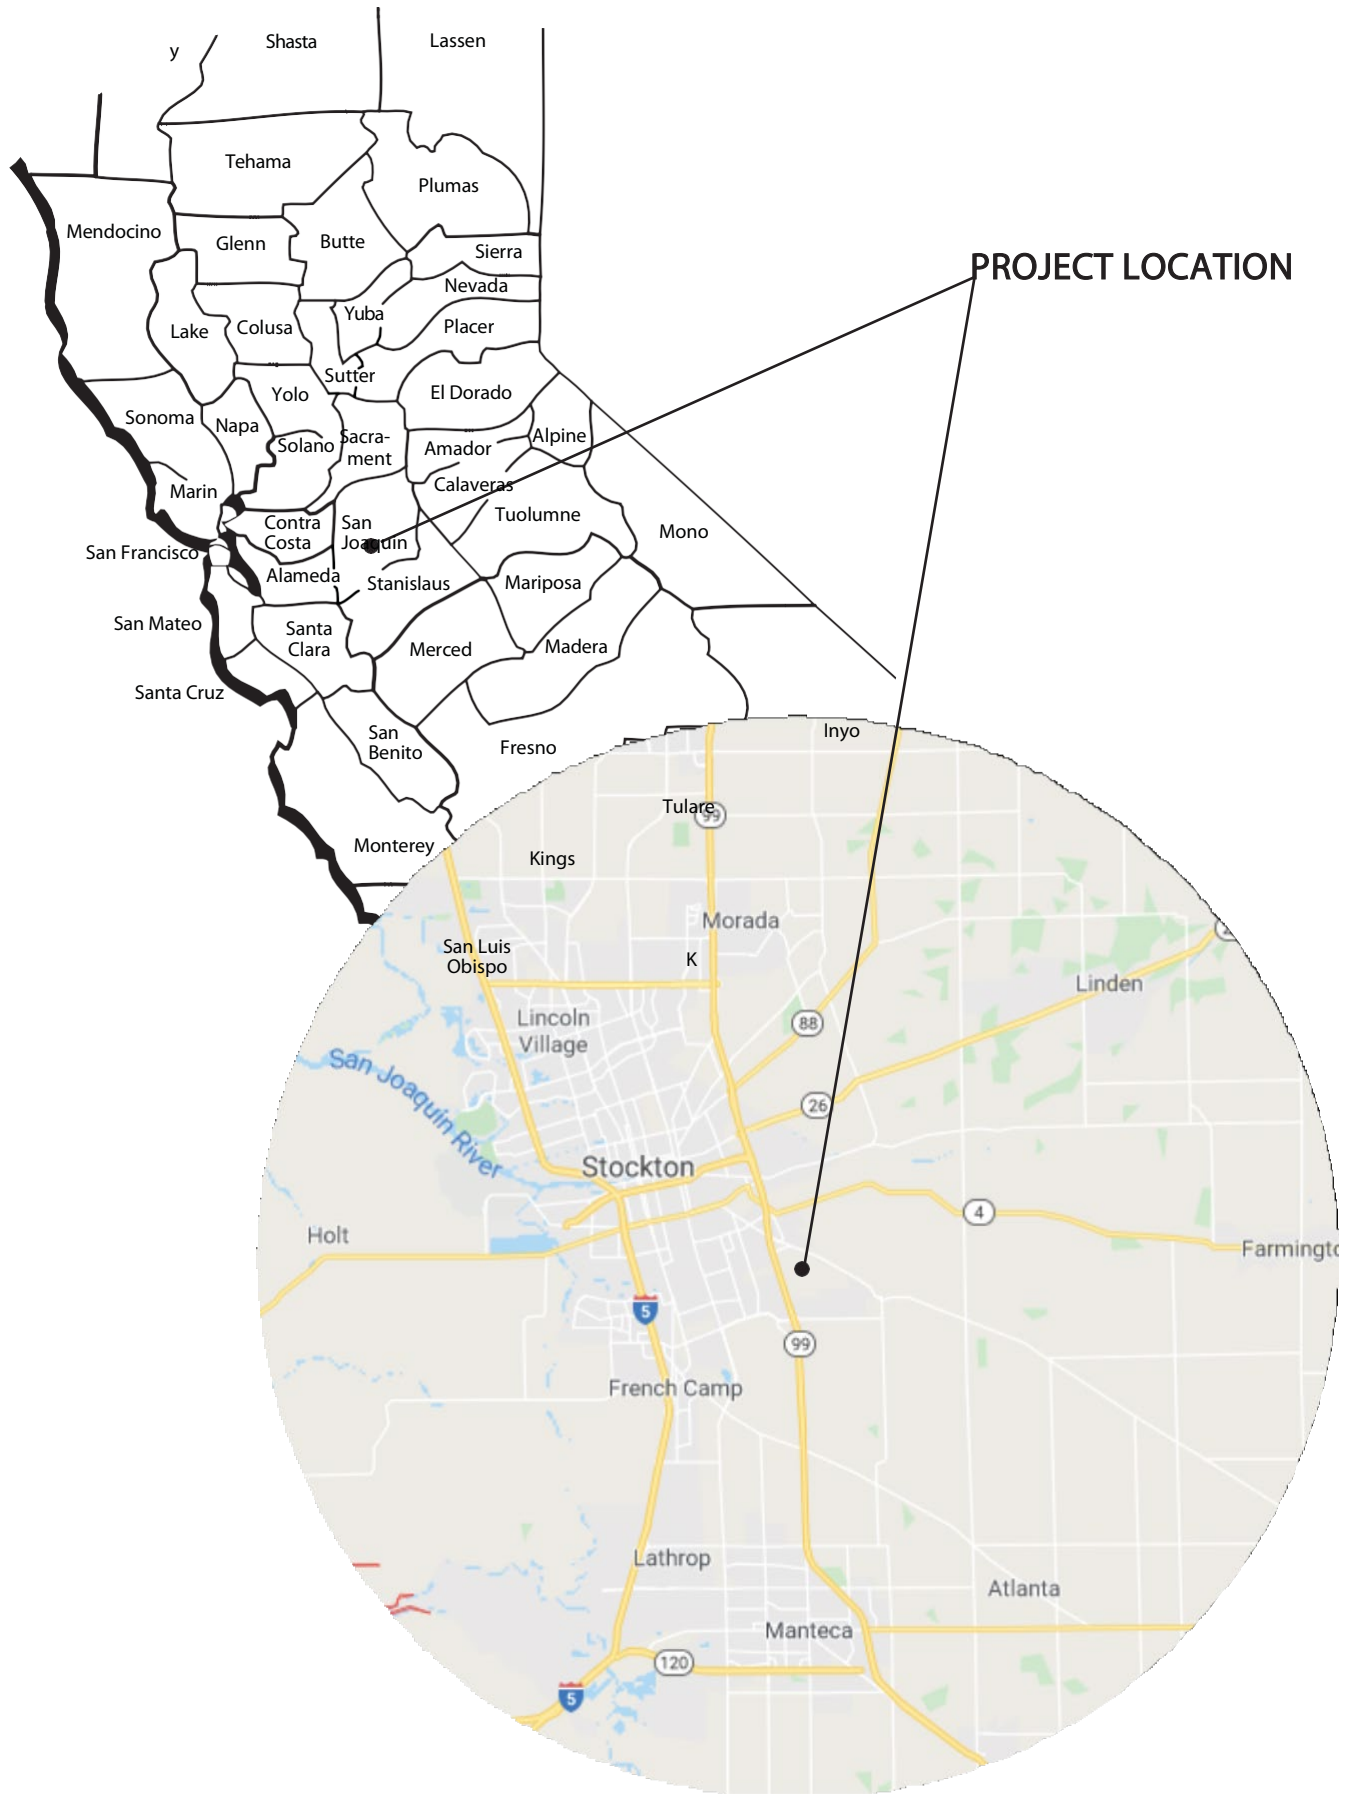 y
Shasta
Lassen
Tehama
Plumas
Mendocino
Glenn
Butte
Sierra
PROJECT LOCATION
Nevada
Yuba
Lake
Colusa
Placer
Sutter
Yolo
El Dorado
Sonoma
Napa
Solano
Sacra-
ment
Amador
Alpine
Marin
Calaveras
Contra
Costa
San
Joaquin
Tuolumne
Mono
San Francisco
Alameda
Stanislaus
Mariposa
San Mateo
Santa
Clara
Merced
Madera
Santa Cruz
San
Benito
Fresno
Inyo
Tulare
99
Monterey
Kings
Morada
San Luis
Obispo
K
Linden
Lincoln
Village
88
San Joaquin River
26
Stockton
4
Holt
Farmingto
5
99
French Camp
Lathrop
Atlanta
Manteca
120
5